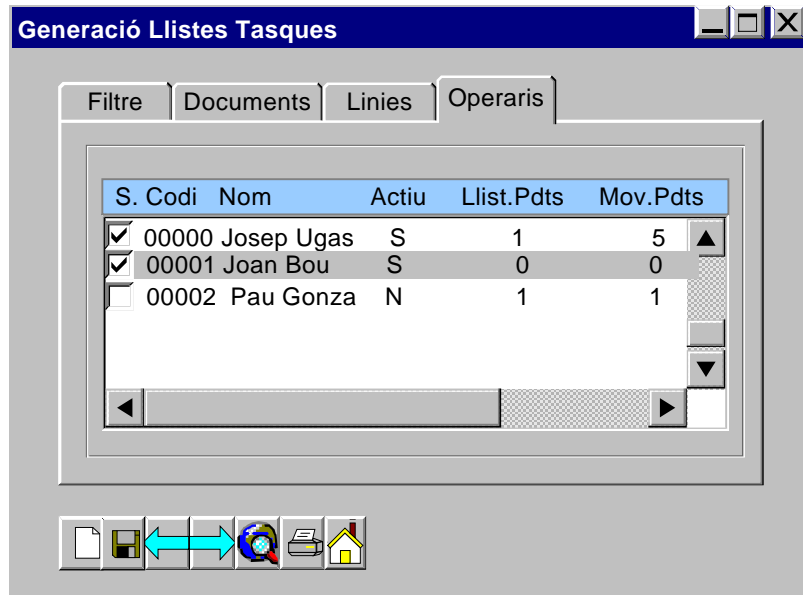 Generació Llistes Tasques
Filtre Documents Linies Operaris
S. Codi Nom Actiu Llist.Pdts Mov.Pdts
00000 Josep Ugas S 1 5
00001 Joan Bou S 0 0
00002 Pau Gonza N 1 1